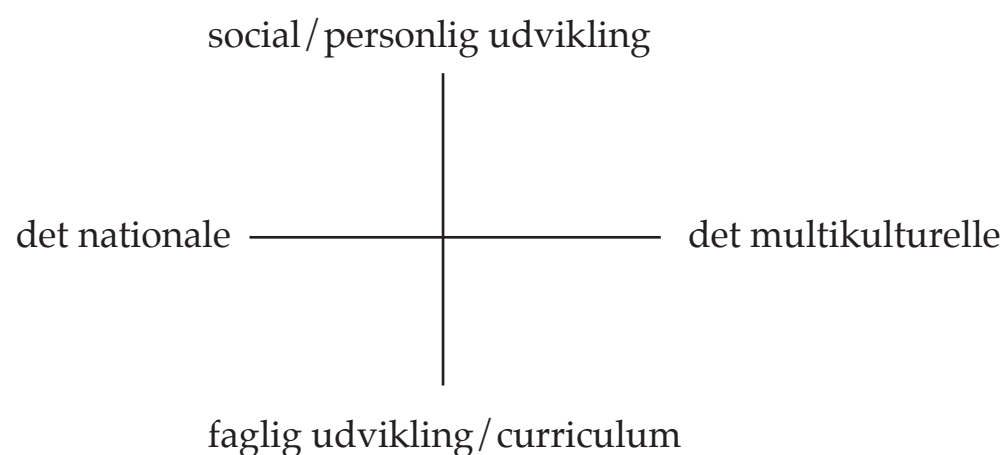 social/personlig udvikling
det nationale
det multikulturelle
faglig udvikling/curriculum